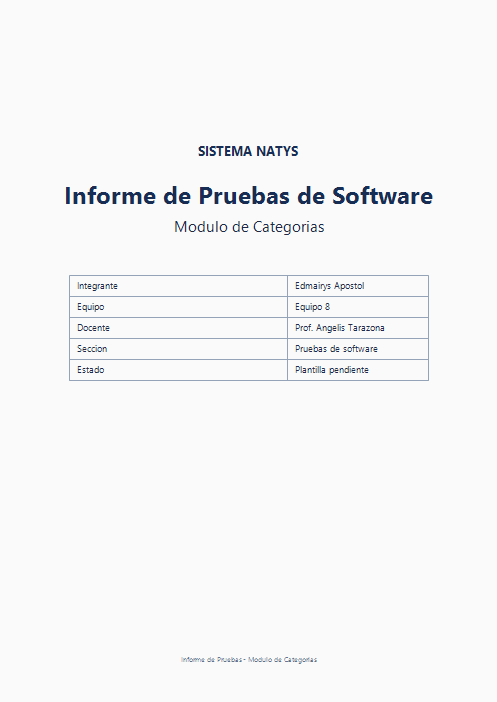 SISTEMA NATYS
Informe de Pruebas de Software
Modulo de Categorias
Integrante Edmairys Apostol
Equipo Equipo 8
Docente Prof. Angelis Tarazona
Seccion Pruebas de software
Estado Plantilla pendiente
Informe de Pruebas - Modulo de Categorias